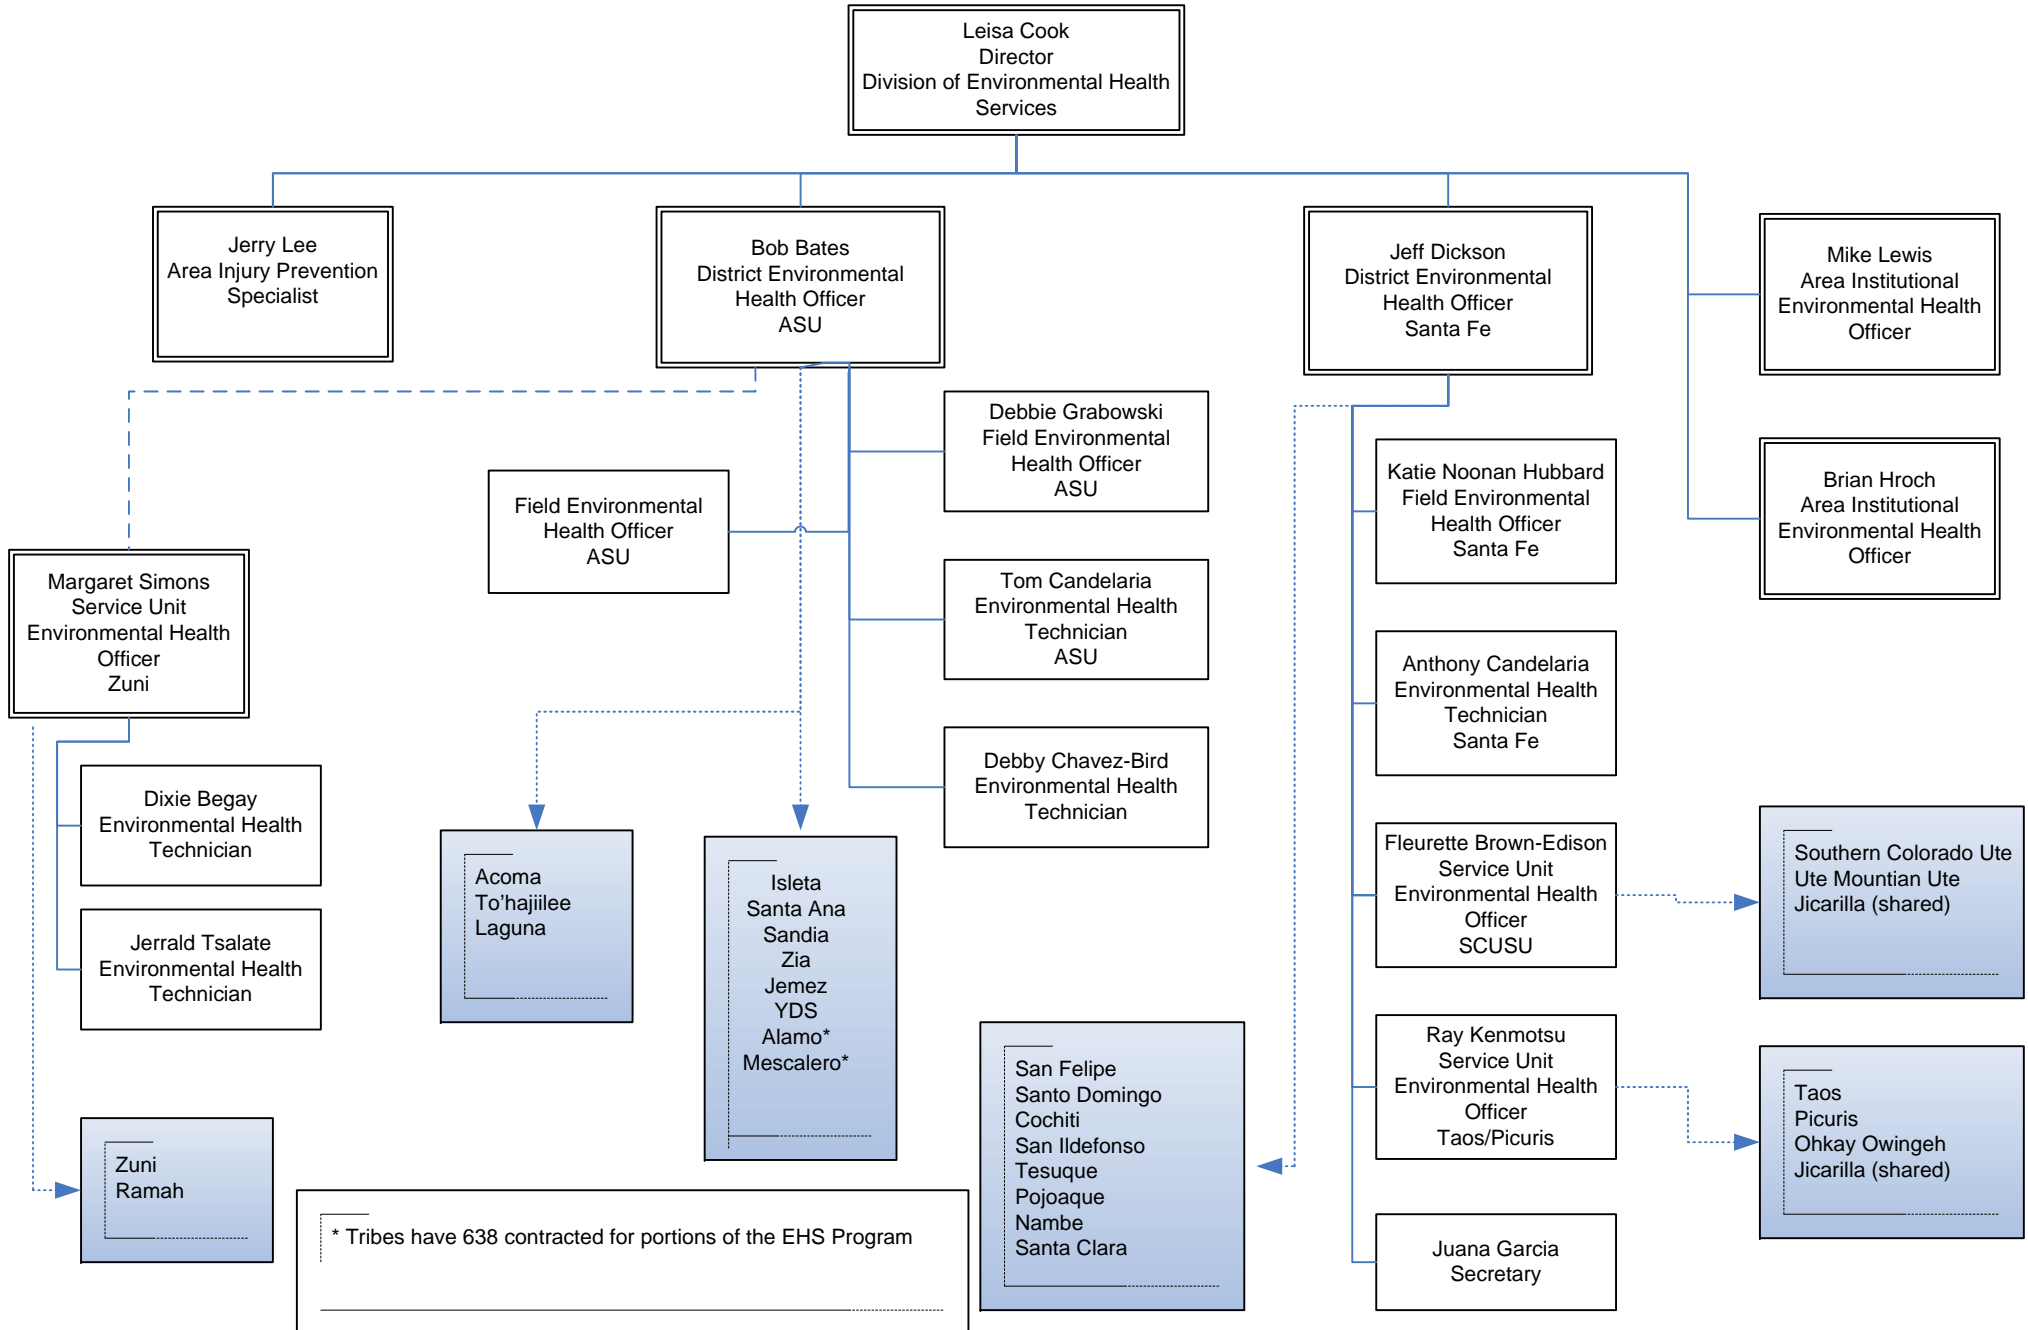 Leisa Cook
Director
Division of Environmental Health
Services
Jerry Lee
Area Injury Prevention
Specialist
Bob Bates
District Environmental
Health Officer
ASU
Jeff Dickson
District Environmental
Health Officer
Santa Fe
Mike Lewis
Area Institutional
Environmental Health
Officer
Debbie Grabowski
Field Environmental
Health Officer
ASU
Katie Noonan Hubbard
Field Environmental
Health Officer
Santa Fe
Brian Hroch
Area Institutional
Environmental Health
Officer
Field Environmental
Health Officer
ASU
Margaret Simons
Service Unit
Environmental Health
Officer
Zuni
Tom Candelaria
Environmental Health
Technician
ASU
Anthony Candelaria
Environmental Health
Technician
Santa Fe
Dixie Begay
Environmental Health
Technician
Debby Chavez-Bird
Environmental Health
Technician
Fleurette Brown-Edison
Service Unit
Environmental Health
Officer
SCUSU
Southern Colorado Ute
Ute Mountian Ute
Jicarilla (shared)
Jerrald Tsalate
Environmental Health
Technician
Acoma
To’hajiilee
Laguna
Isleta
Santa Ana
Sandia
Zia
Jemez
YDS
Alamo*
Mescalero*
San Felipe
Santo Domingo
Cochiti
San Ildefonso
Tesuque
Pojoaque
Nambe
Santa Clara
Ray Kenmotsu
Service Unit
Environmental Health
Officer
Taos/Picuris
Taos
Picuris
Ohkay Owingeh
Jicarilla (shared)
Zuni
Ramah
* Tribes have 638 contracted for portions of the EHS Program
Juana Garcia
Secretary